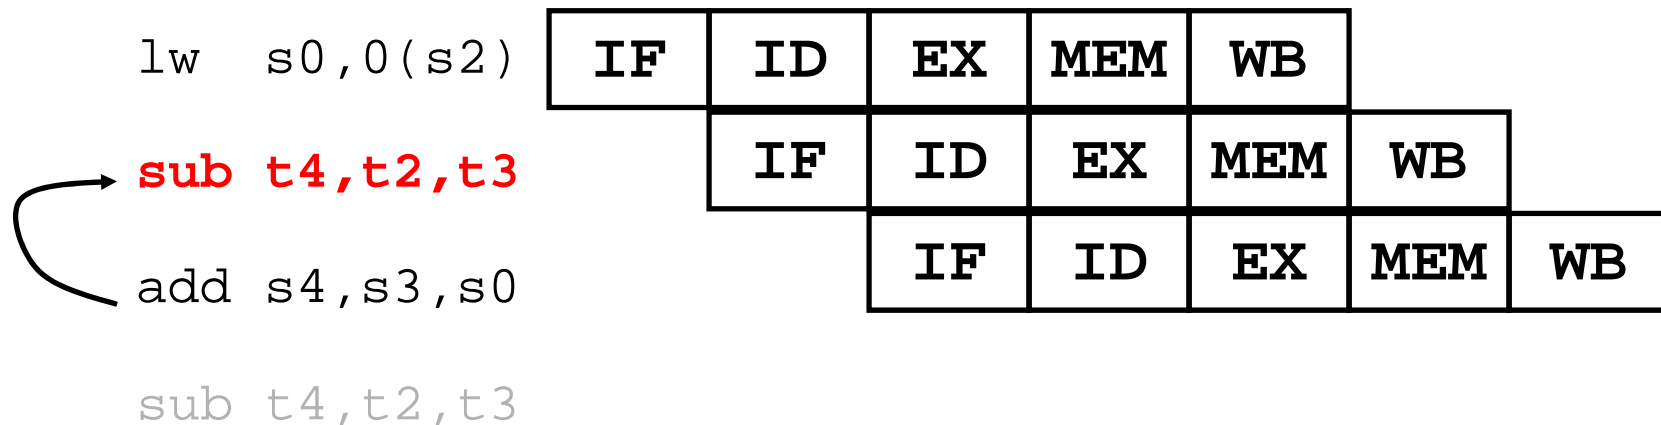 lw s0,0(s2) IF ID EX MEM WB
sub t4,t2,t3 IF ID EX MEM WB
add s4,s3,s0 IF ID EX MEM WB
sub t4,t2,t3